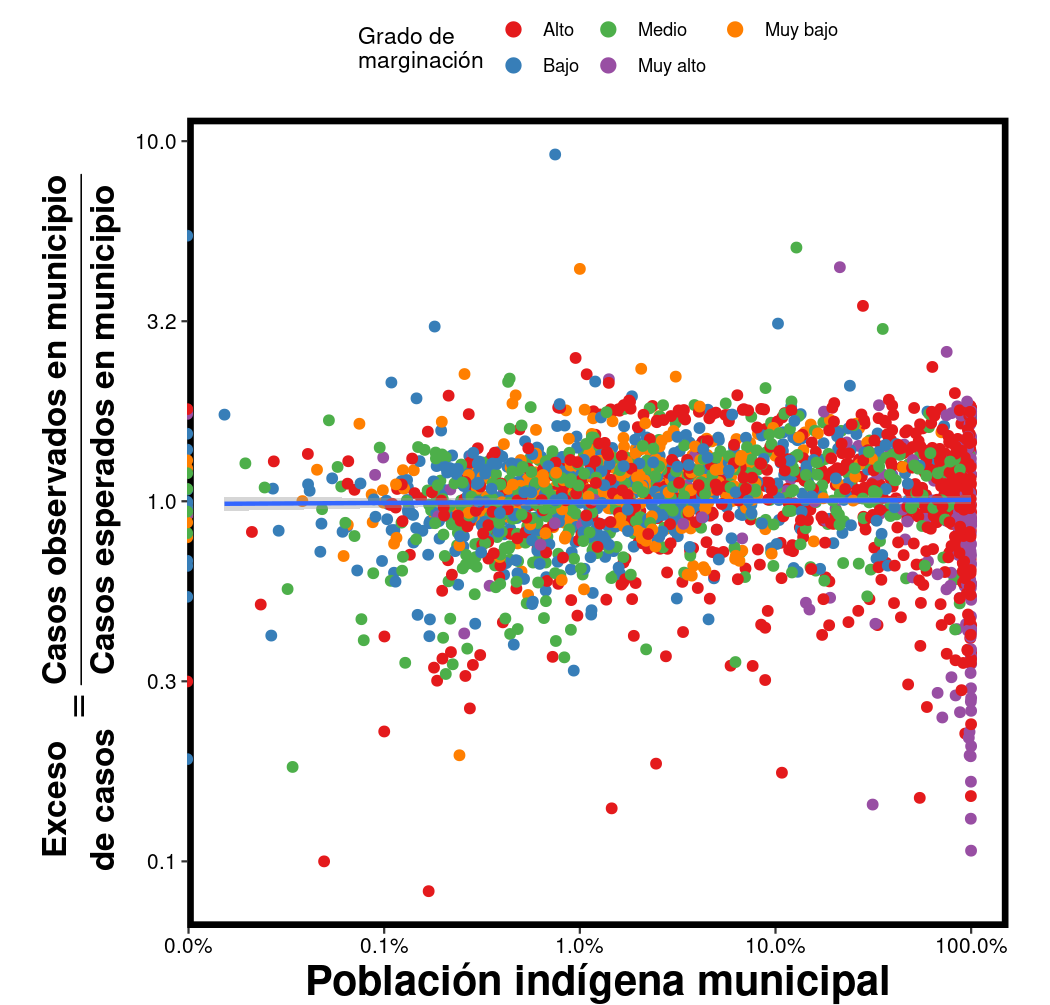 Grado de
marginación
Alto
Medio
Muy bajo
Bajo
Muy alto
10.0
3.2
1.0
0.3
0.1
Exceso
de casos
=
Casos observados en municipio
Casos esperados en municipio
0.0%
0.1%
1.0%
10.0%
100.0%
Población indígena municipal